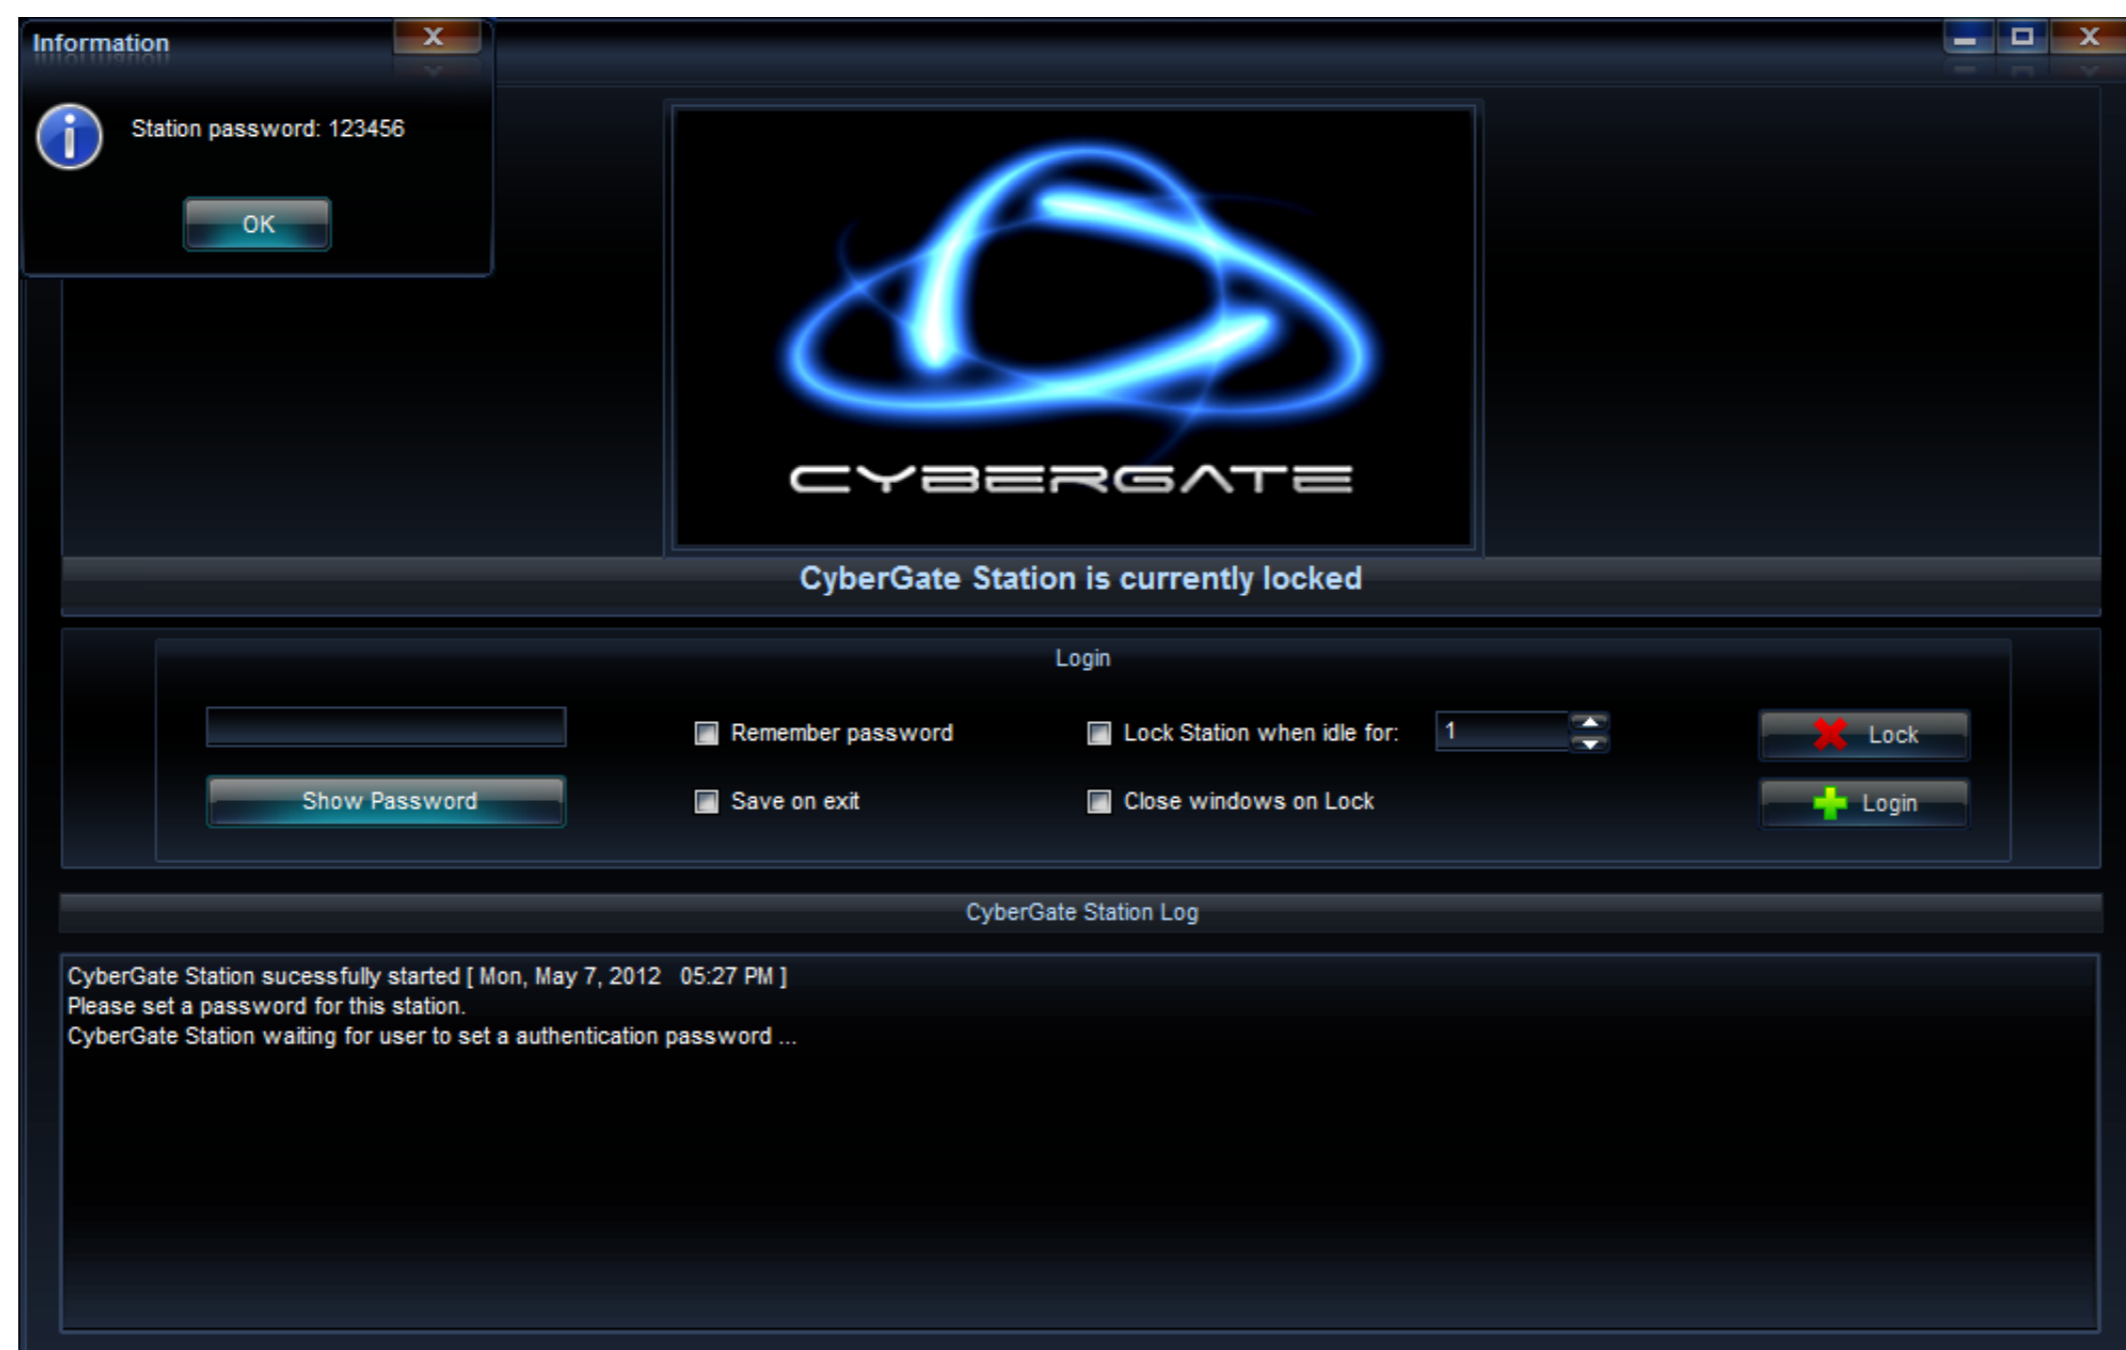 Information
Station password: 123456
OK
CYBERGATE
CyberGate Station is currently locked
Login
Remember password
Lock Station when idle for:
1
Lock
Show Password
Save on exit
Close windows on Lock
Login
CyberGate Station Log
CyberGate Station sucessfully started [ Mon, May 7, 2012   05:27 PM ]
Please set a password for this station.
CyberGate Station waiting for user to set a authentication password ...